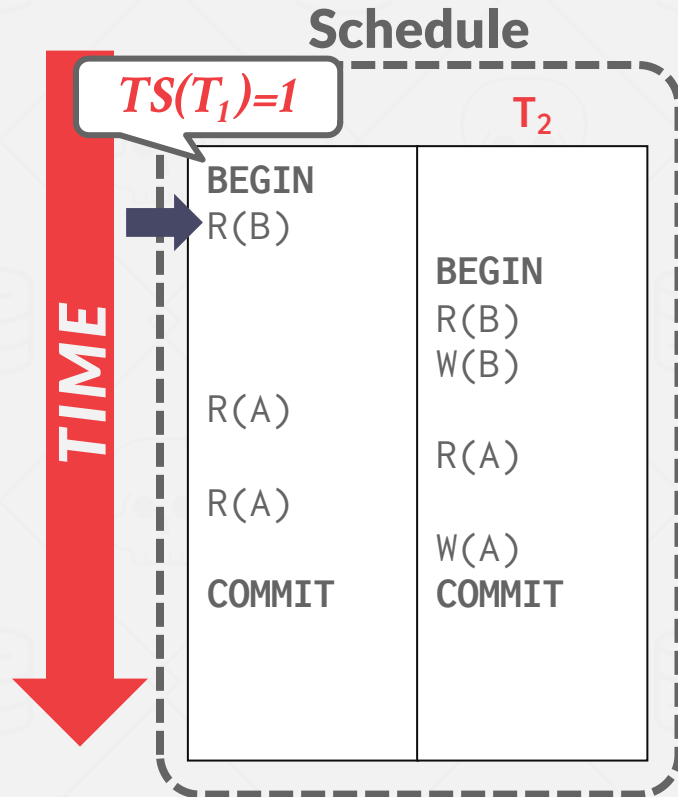 Schedule
TS(T₁)=1
T₂
BEGIN
R(B)
BEGIN
R(B)
W(B)
R(A)
R(A)
R(A)
W(A)
COMMIT COMMIT
TIME